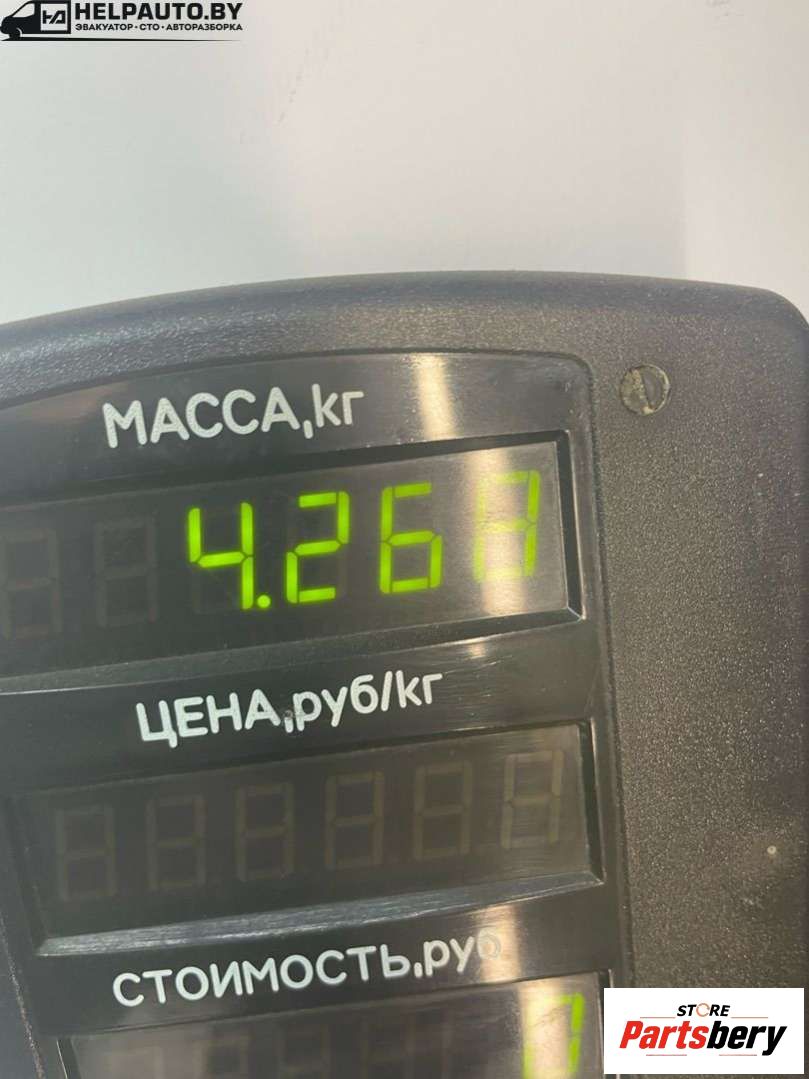 HELPAUTO.BY
ЭВАКУАТОР·СТО·АВТОРАЗБОРКА
МАССА,кг
4.267
ЦЕНА,руб/кг
СТОИМОСТЬ,руб
STORE
Partsbery